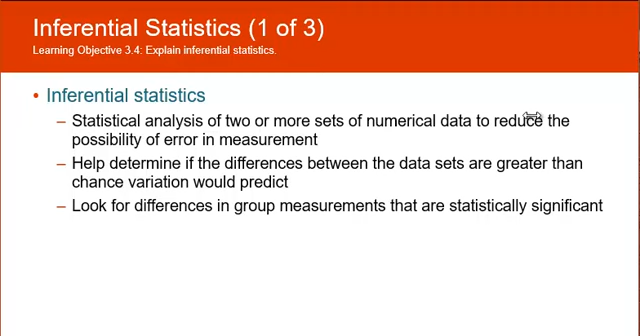 Inferential Statistics (1 of 3)
Learning Objective 3.4: Explain inferential statistics.
• Inferential statistics
– Statistical analysis of two or more sets of numerical data to reduce the
possibility of error in measurement
– Help determine if the differences between the data sets are greater than
chance variation would predict
– Look for differences in group measurements that are statistically significant